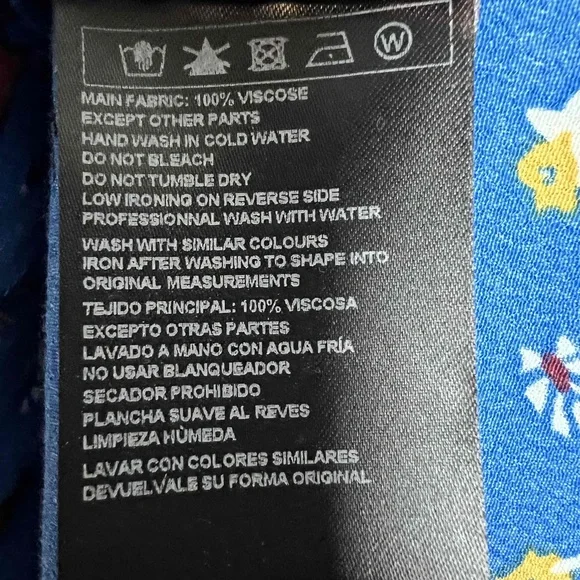 W
MAIN FABRIC: 100% VISCOSE
EXCEPT OTHER PARTS
HAND WASH IN COLD WATER
DO NOT BLEACH
DO NOT TUMBLE DRY
LOW IRONING ON REVERSE SIDE
PROFESSIONNAL WASH WITH WATER
WASH WITH SIMILAR COLOURS
IRON AFTER WASHING TO SHAPE INTO
ORIGINAL MEASUREMENTS
TEJIDO PRINCIPAL: 100% VISCOSA
EXCEPTO OTRAS PARTES
LAVADO A MANO CON AGUA FRÍA
NO USAR BLANQUEADOR
SECADOR PROHIBIDO
PLANCHA SUAVE AL REVES
LIMPIEZA HÙMEDA
LAVAR CON COLORES SIMILARES
DEVUELVALE SU FORMA ORIGINAL